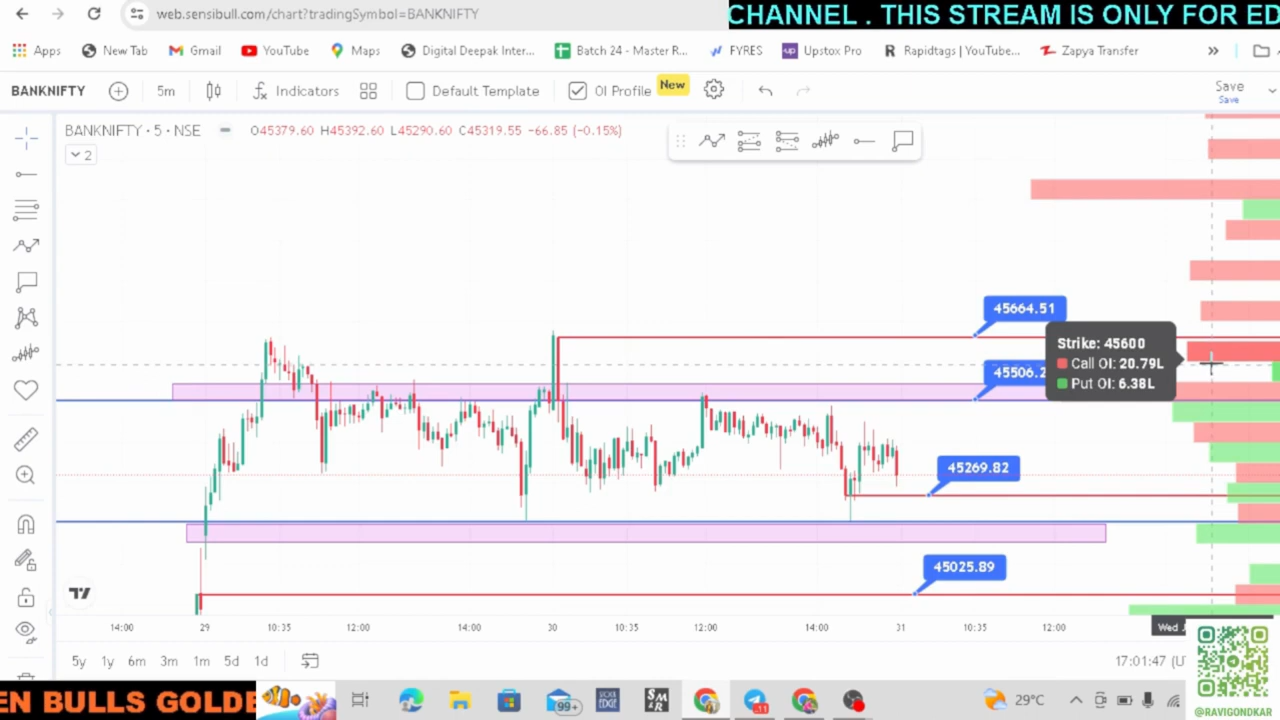 web.sensibull.com/chart?tradingSymbol=BANKNIFTY
CHANNEL . THIS STREAM IS ONLY FOR ED
Apps New Tab Gmail YouTube Maps Digital Deepak Inter... Batch 24 - Master R... FYRES Upstox Pro Rapidtags | YouTube... Zapya Transfer »
BANKNIFTY 5m Indicators Default Template OI Profile New Save
Save
BANKNIFTY · 5 · NSE O45379.60 H45392.60 L45290.60 C45319.55 -66.85 (-0.15%)
2
45664.51
Strike: 45600
Call OI: 20.79L
Put OI: 6.38L
45506.2
45269.82
45025.89
14:00 29 10:35 12:00 14:00 30 10:35 12:00 14:00 31 10:35 12:00 Wed
5y 1y 6m 3m 1m 5d 1d 17:01:47 (U
EN BULLS GOLDE
99+
29°C
@RAVIGONDKAR